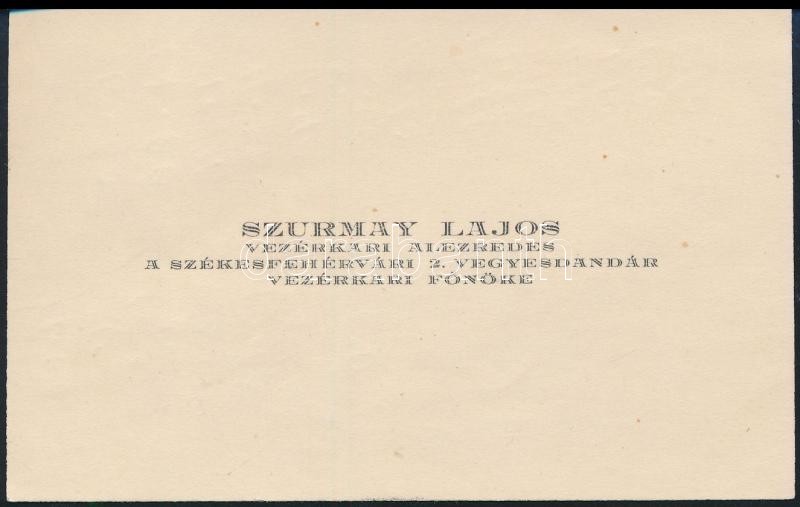 SZURMAY LAJOS
VEZÉRKARI ALEZREDES
A SZÉKESFEHÉRVÁRI 2. VEGYESDANDÁR
VEZÉRKARI FŐNÖKE